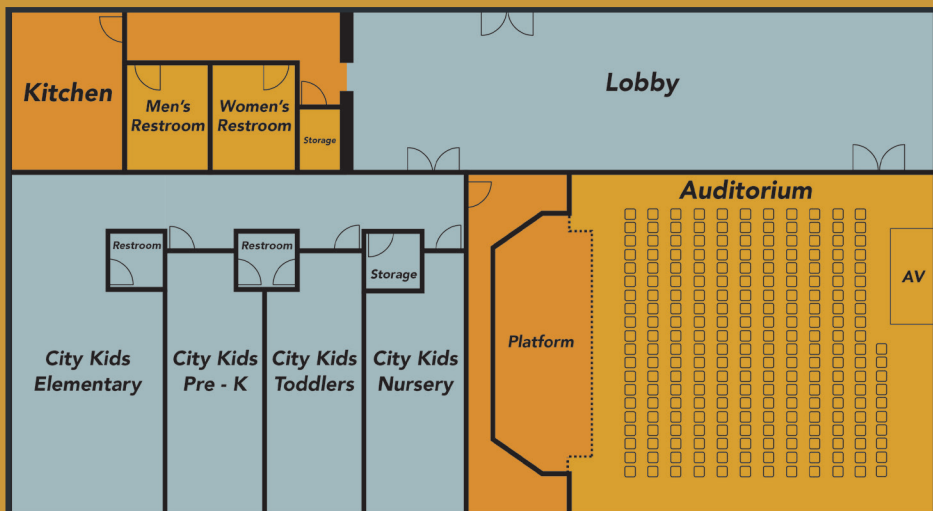 Kitchen
Men's
Restroom
Women's
Restroom
Storage
Lobby
Auditorium
Restroom
Restroom
Storage
AV
Platform
City Kids
Elementary
City Kids
Pre - K
City Kids
Toddlers
City Kids
Nursery